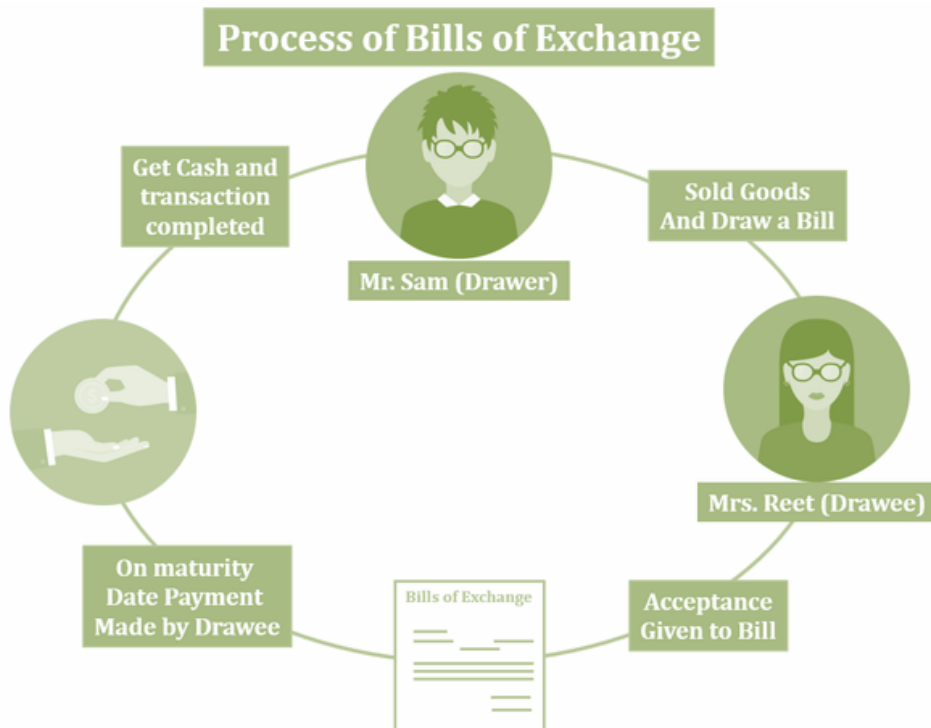 Process of Bills of Exchange
Get Cash and
transaction
completed
Sold Goods
And Draw a Bill
Mr. Sam (Drawer)
$
Mrs. Reet (Drawee)
On maturity
Date Payment
Made by Drawee
Bills of Exchange
Acceptance
Given to Bill